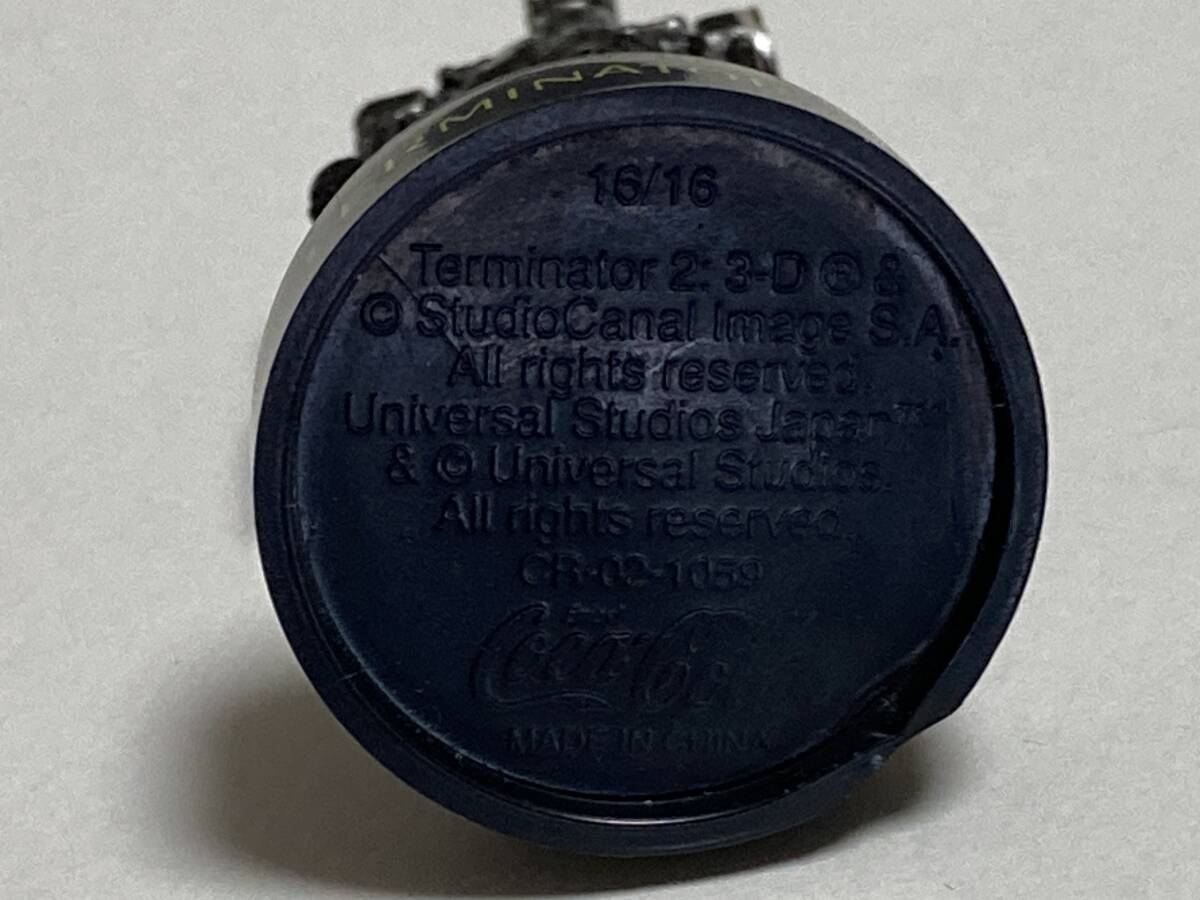 RMINATO
16/16
Terminator 2: 3-D ® &
© StudioCanal Image S.A.
All rights reserved.
Universal Studios Japan™
& © Universal Studios.
All rights reserved.
CR-02-1059
Coca-Cola
MADE IN CHINA